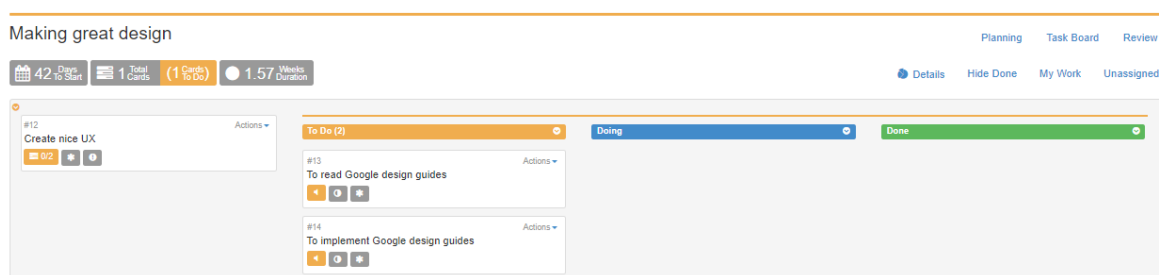 Making great design
Planning Task Board Review
42 Days To Start 1 Total Cards (1 Cards To Do) 1.57 Weeks Duration
Details Hide Done My Work Unassigned
#12 Actions
Create nice UX
0/2
To Do (2) Doing Done
#13 Actions
To read Google design guides
#14 Actions
To implement Google design guides